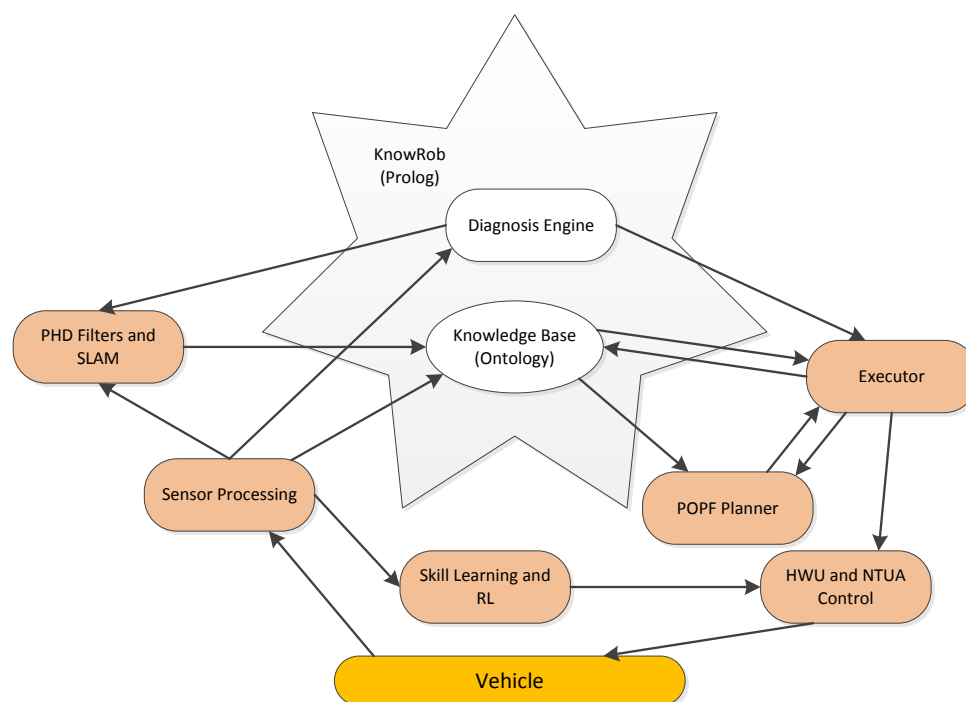 KnowRob
(Prolog)
Diagnosis Engine
PHD Filters and
SLAM
Knowledge Base
(Ontology)
Executor
Sensor Processing
POPF Planner
Skill Learning and
RL
HWU and NTUA
Control
Vehicle